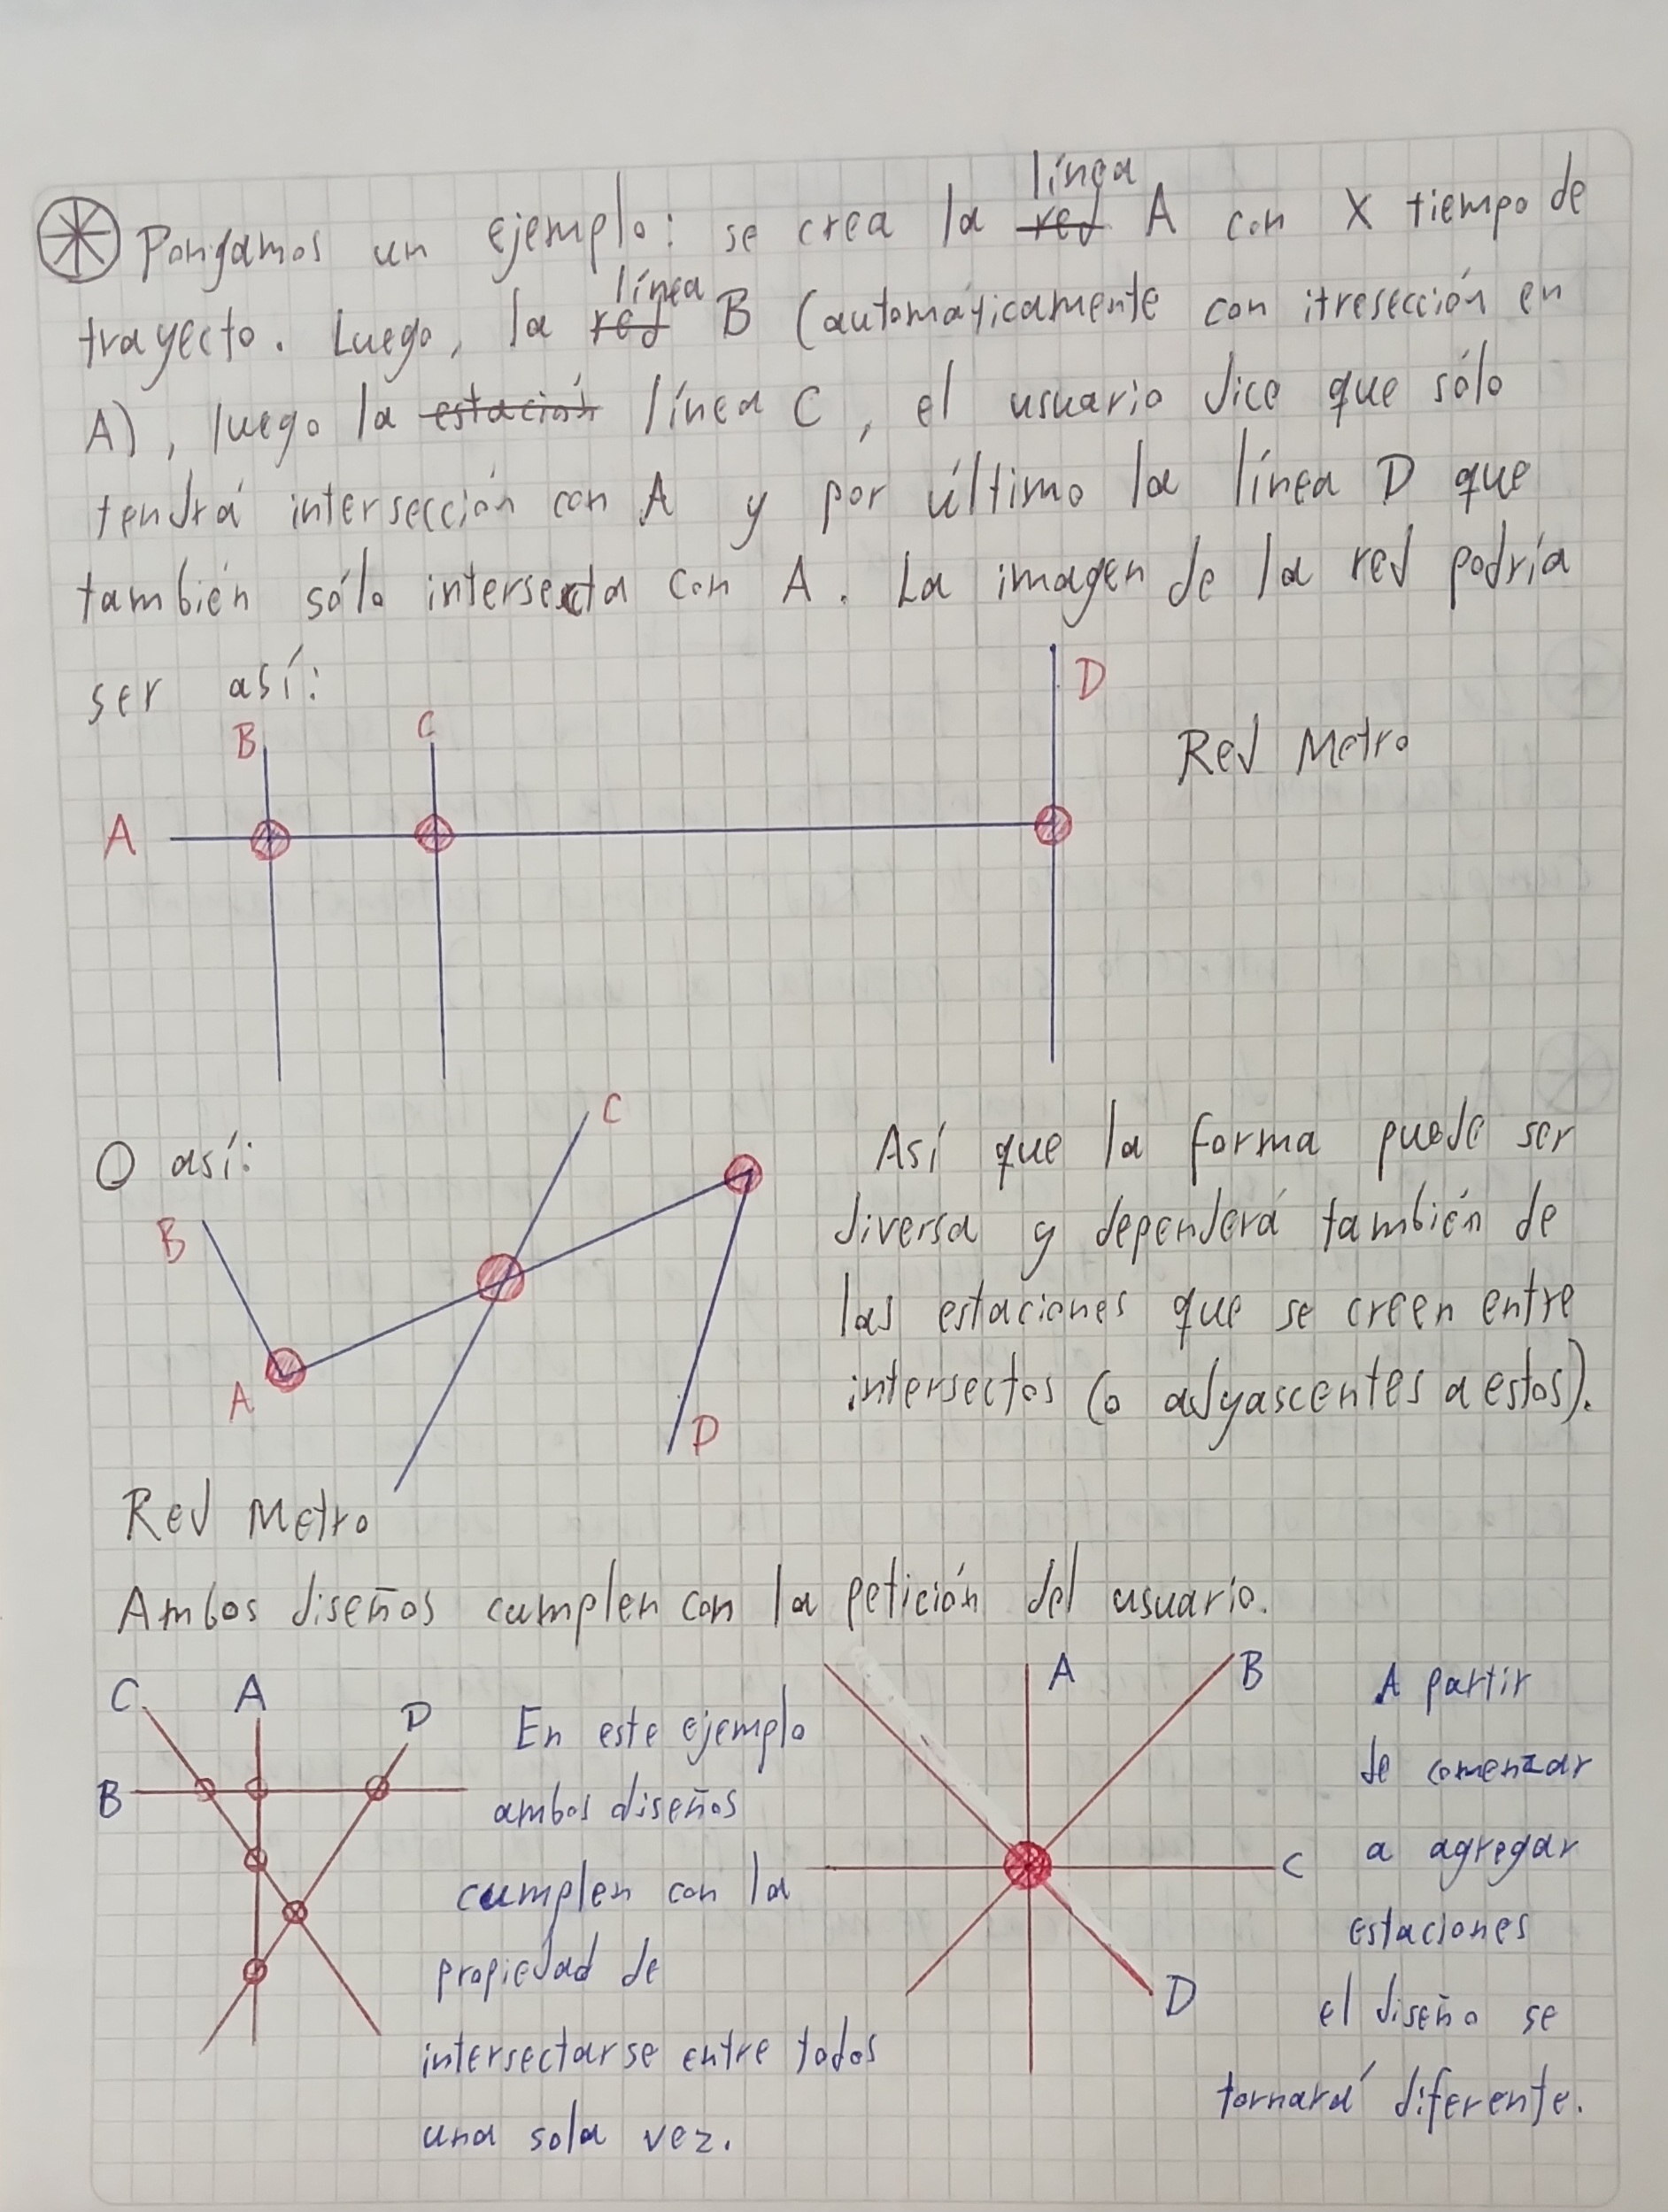 línea
Pongamos un ejemplo: se crea la red A con X tiempo de
línea
trayecto. Luego, la red B (automáticamente con itresección en
A), luego la estación línea C, el usuario dice que sólo
tendrá intersección con A y por último la línea D que
también sólo intersecta con A. La imagen de la red podría
ser así:
D
B C
Red Metro
A
C
O así:
Así que la forma puede ser
B
diversa y dependerá también de
las estaciones que se creen entre
A
intersectos (o adyascentes a estos).
D
Red Metro
Ambos diseños cumplen con la petición del usuario.
C A D
B
En este ejemplo
ambos diseños
cumplen con la
propiedad de
intersectarse entre todos
una sola vez.
A B
C
D
A partir
de comenzar
a agregar
estaciones
el diseño se
tornará diferente.